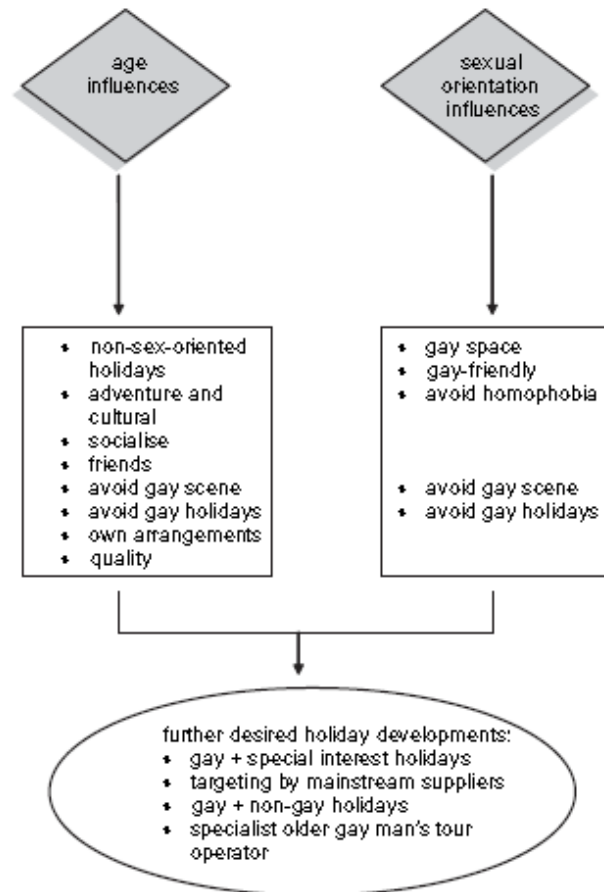 age
influences
sexual
orientation
influences
• non-sex-oriented
holidays
• adventure and
cultural
• socialise
• friends
• avoid gay scene
• avoid gay holidays
• own arrangements
• quality
• gay space
• gay-friendly
• avoid homophobia
• avoid gay scene
• avoid gay holidays
further desired holiday developments:
• gay + special interest holidays
• targeting by mainstream suppliers
• gay + non-gay holidays
• specialist older gay man's tour
operator